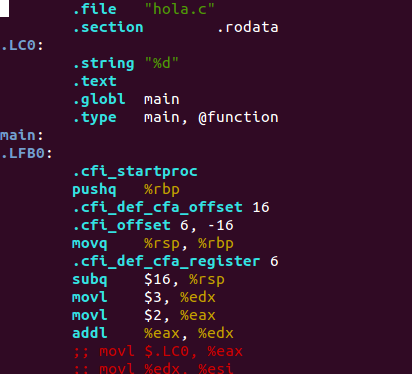 .file "hola.c"
.section .rodata
.LC0:
.string "%d"
.text
.globl main
.type main, @function
main:
.LFB0:
.cfi_startproc
pushq %rbp
.cfi_def_cfa_offset 16
.cfi_offset 6, -16
movq %rsp, %rbp
.cfi_def_cfa_register 6
subq $16, %rsp
movl $3, %edx
movl $2, %eax
addl %eax, %edx
;; movl $.LC0, %eax
;; movl %edx, %esi